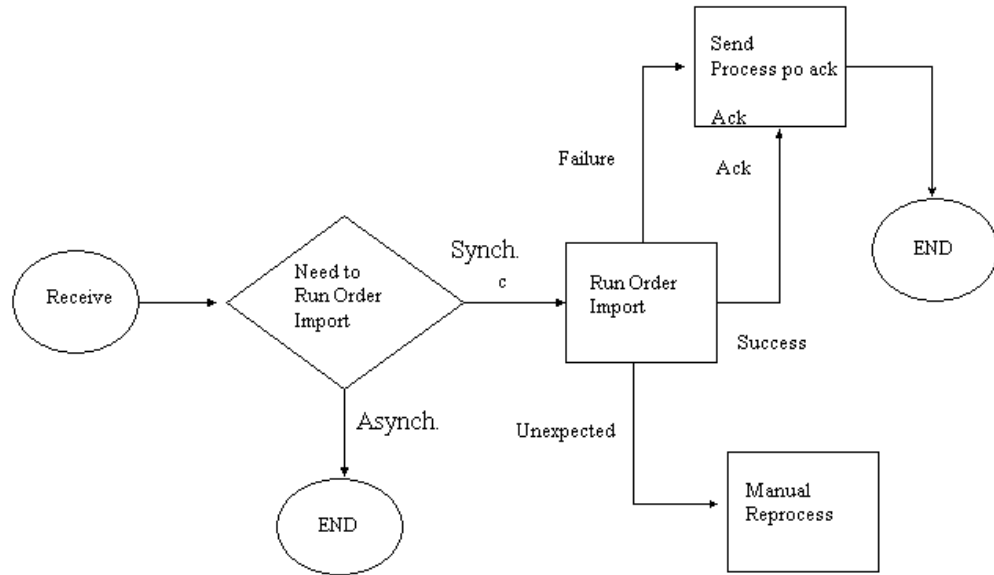 Send
Process po ack
Ack
Failure
Ack
END
Synch.
c
Receive
Need to
Run Order
Import
Run Order
Import
Success
Asynch.
Unexpected
END
Manual
Reprocess